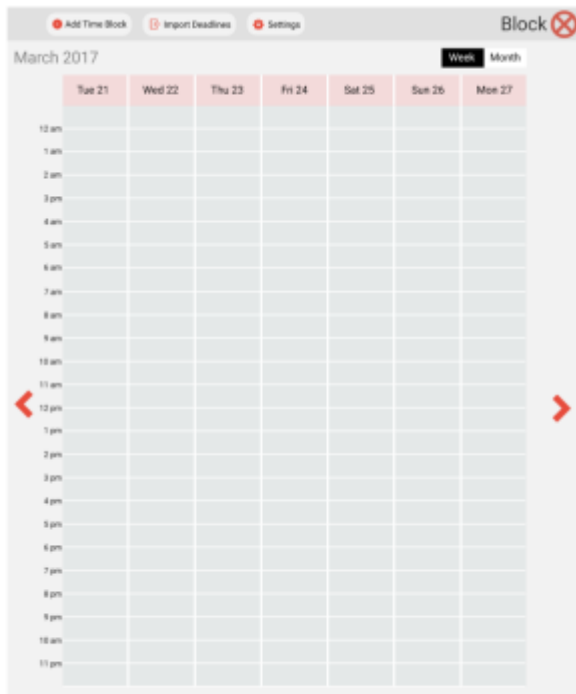 Add Time Block Import Deadlines Settings Block
March 2017 Week Month
Tue 21 Wed 22 Thu 23 Fri 24 Sat 25 Sun 26 Mon 27
12 am
1 am
2 am
3 pm
4 am
5 am
6 am
7 am
8 am
9 am
10 am
11 am
12 pm
1 pm
2 pm
3 pm
4 pm
5 pm
6 pm
7 pm
8 pm
9 pm
10 am
11 pm